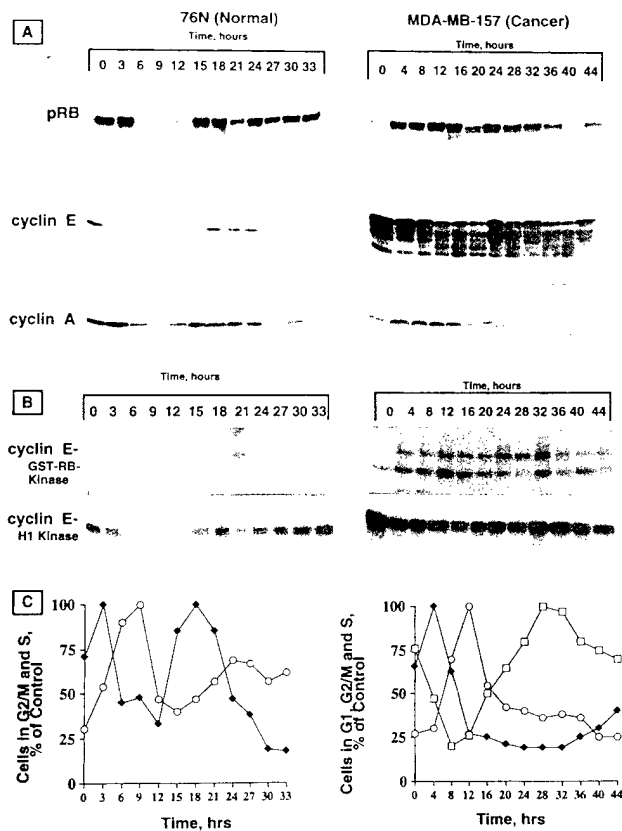 A
76N (Normal)
Time, hours
0 3 6 9 12 15 18 21 24 27 30 33
MDA-MB-157 (Cancer)
Time, hours
0 4 8 12 16 20 24 28 32 36 40 44
pRB
cyclin E
cyclin A
B
Time, hours
0 3 6 9 12 15 18 21 24 27 30 33
Time, hours
0 4 8 12 16 20 24 28 32 36 40 44
cyclin E-
GST-RB-
Kinase
cyclin E-
H1 Kinase
C
Cells in G2/M and S,
% of Control
100
75
50
25
0
0 3 6 9 12 15 18 21 24 27 30 33
Time, hrs
Cells in G1, G2/M and S,
% of Control
100
75
50
25
0
0 4 8 12 16 20 24 28 32 36 40 44
Time, hrs